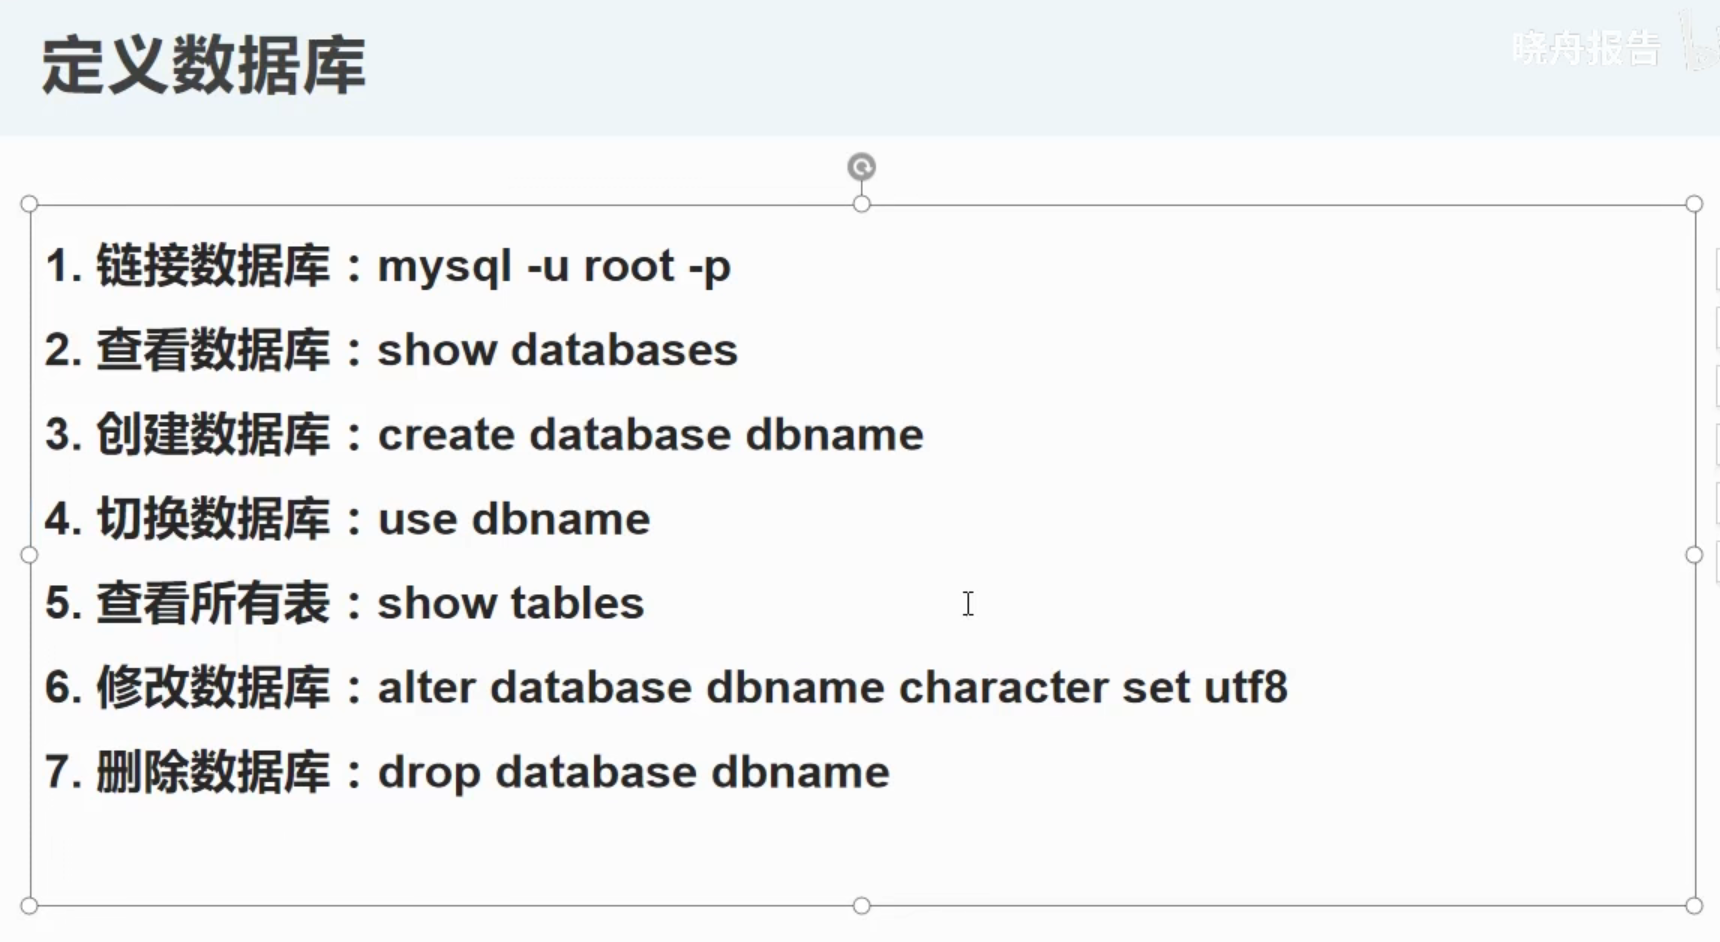 定义数据库
晓舟报告
1. 链接数据库：mysql -u root -p
2. 查看数据库：show databases
3. 创建数据库：create database dbname
4. 切换数据库：use dbname
5. 查看所有表：show tables
6. 修改数据库：alter database dbname character set utf8
7. 删除数据库：drop database dbname